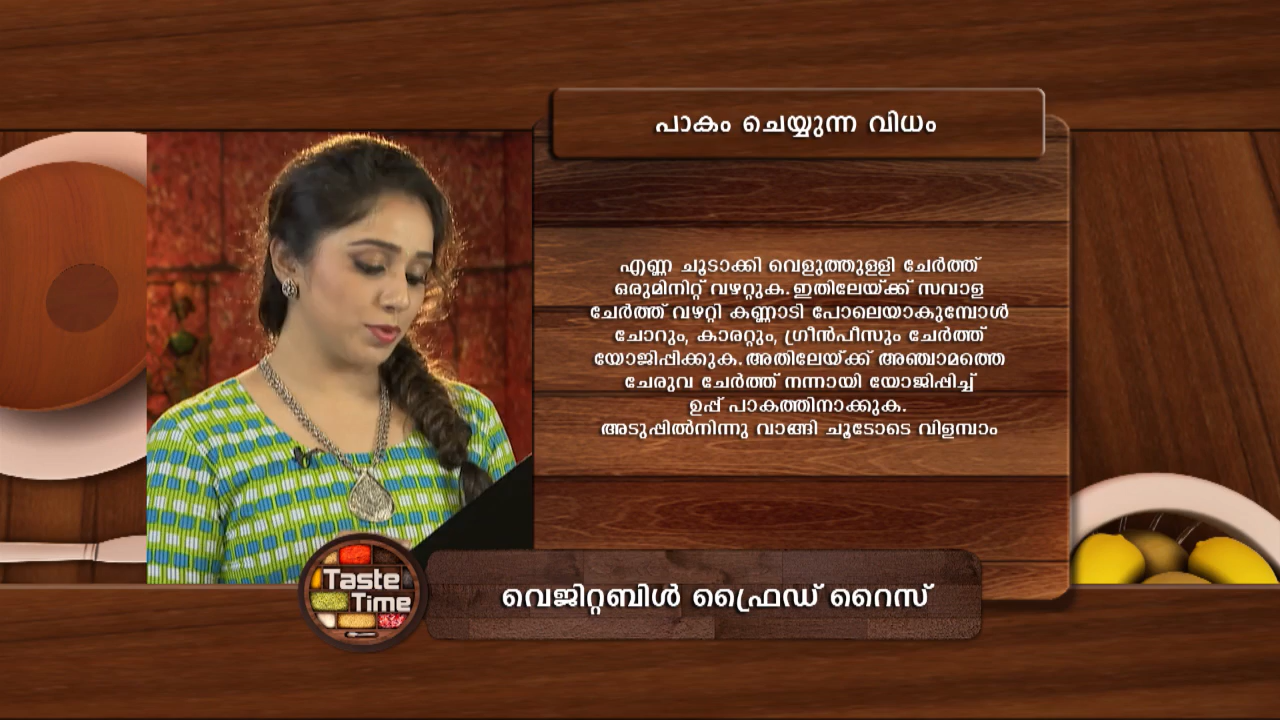 പാകം ചെയ്യുന്ന വിധം
എണ്ണ ചൂടാക്കി വെളുത്തുള്ളി ചേർത്ത്
ഒരുമിനിറ്റ് വഴറ്റുക.ഇതിലേയ്ക്ക് സവാള
ചേർത്ത് വഴറ്റി കണ്ണാടി പോലെയാകുമ്പോൾ
ചോറും, കാരറ്റും, ഗ്രീൻപീസും ചേർത്ത്
യോജിപ്പിക്കുക.അതിലേയ്ക്ക് അഞ്ചാമത്തെ
ചേരുവ ചേർത്ത് നന്നായി യോജിപ്പിച്ച്
ഉപ്പ് പാകത്തിനാക്കുക.
അടുപ്പിൽനിന്നു വാങ്ങി ചൂടോടെ വിളമ്പാം
Taste
Time
വെജിറ്റബിൾ ഫ്രൈഡ് റൈസ്